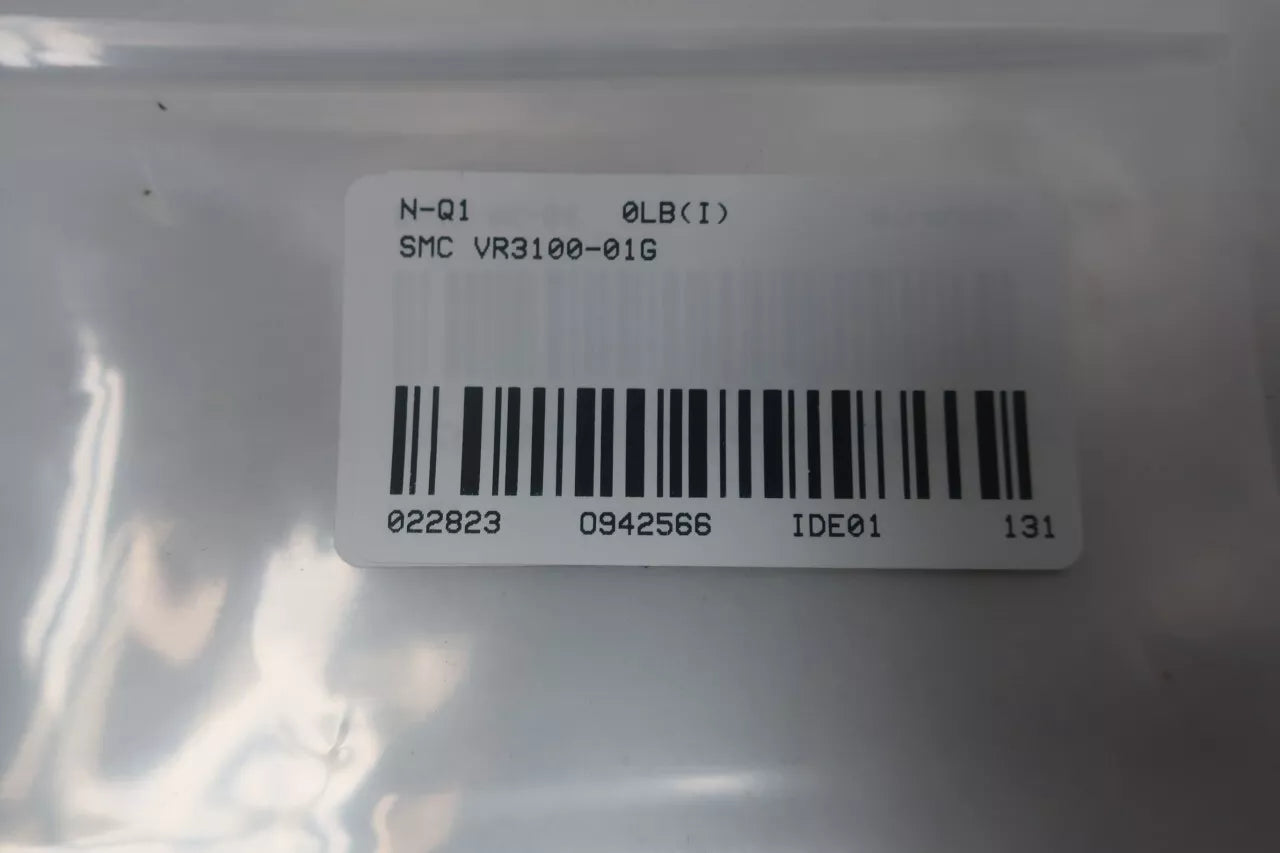 N-Q1 0LB(I)
SMC VR3100-01G
022823 0942566 IDE01 131